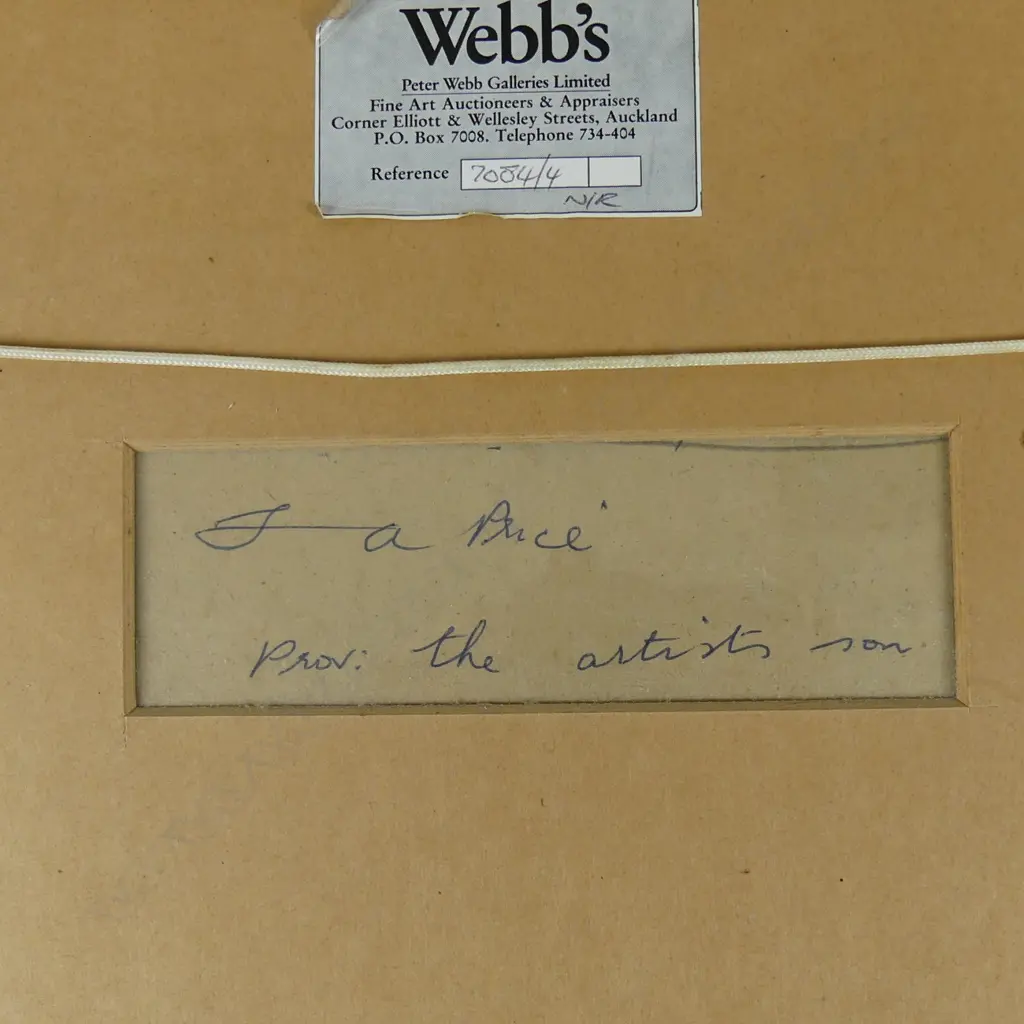 Webb's
Peter Webb Galleries Limited
Fine Art Auctioneers & Appraisers
Corner Elliott & Wellesley Streets, Auckland
P.O. Box 7008. Telephone 734-404
Reference 7084/4
N/R
a Price
Prov: the artists son.